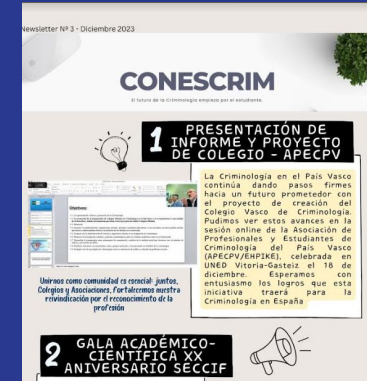 Newsletter Nº 3 - Diciembre 2023
CONESCRIM
El futuro de la Criminología empieza por el estudiante.
1
PRESENTACIÓN DE
INFORME Y PROYECTO
DE COLEGIO - APECPV
La Criminología en el País Vasco
continúa dando pasos firmes
hacia un futuro prometedor con
el proyecto de creación del
Colegio Vasco de Criminología.
Pudimos ver estos avances en la
sesión online de la Asociación de
Profesionales y Estudiantes de
Criminología del País Vasco
(APECPV/EHPIKE), celebrada en
UNED Vitoria-Gasteiz el 18 de
diciembre. Esperamos con
entusiasmo los logros que esta
iniciativa traerá para la
Criminología en España
Objetivos:
Unirnos como comunidad es esencial: juntos,
Colegios y Asociaciones, fortalecemos nuestra
reivindicación por el reconocimiento de la
profesión
2
GALA ACADÉMICO-
CIENTÍFICA XX
ANIVERSARIO SECCIF